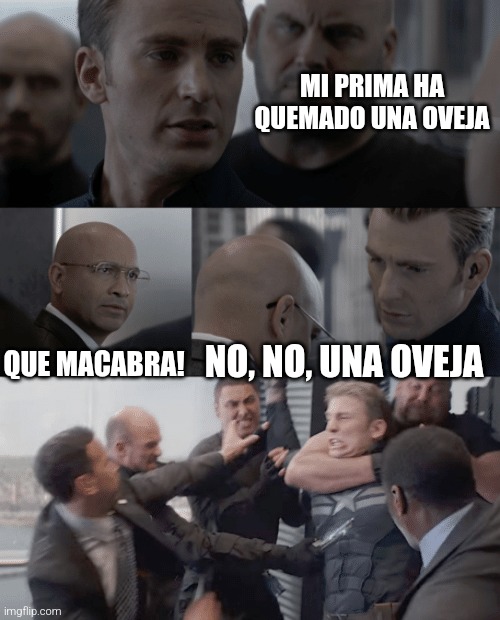 MI PRIMA HA
QUEMADO UNA OVEJA
QUE MACABRA!
NO, NO, UNA OVEJA
imgflip.com